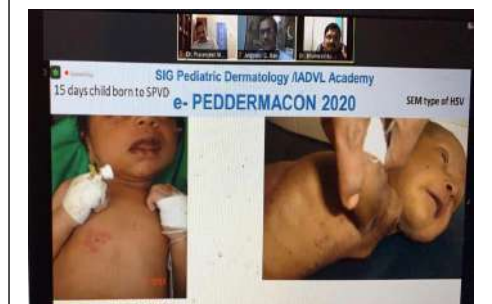 SIG Pediatric Dermatology /IADVL Academy
15 days child born to SPVD
e- PEDDERMACON 2020
SEM type of HSV